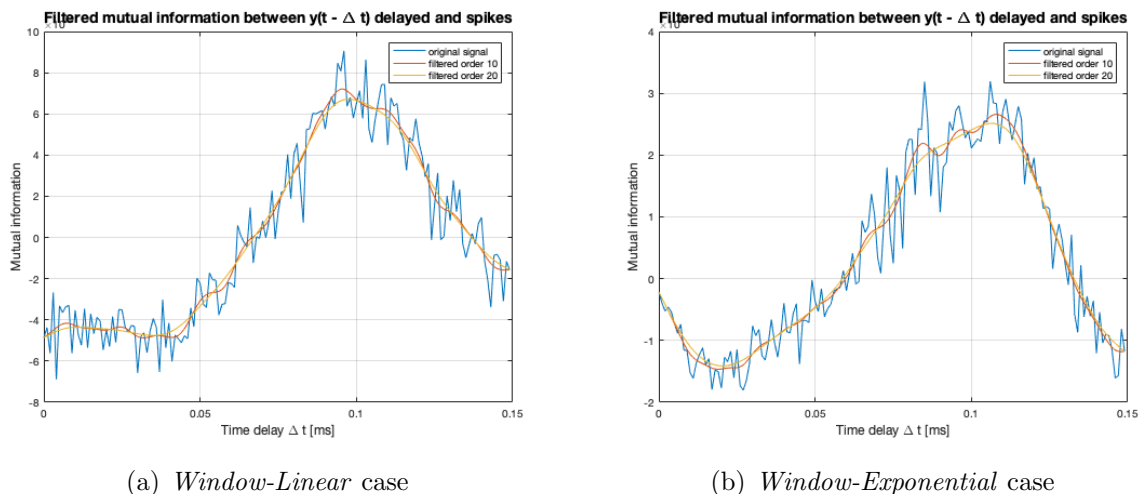 Filtered mutual information between y(t - Δ t) delayed and spikes
10
8
6
4
2
0
-2
-4
-6
-8
Mutual information
original signal
filtered order 10
filtered order 20
0
0.05
0.1
0.15
Time delay Δ t [ms]
(a) Window-Linear case
Filtered mutual information between y(t - Δ t) delayed and spikes
4
3
2
1
0
-1
-2
Mutual information
original signal
filtered order 10
filtered order 20
0
0.05
0.1
0.15
Time delay Δ t [ms]
(b) Window-Exponential case